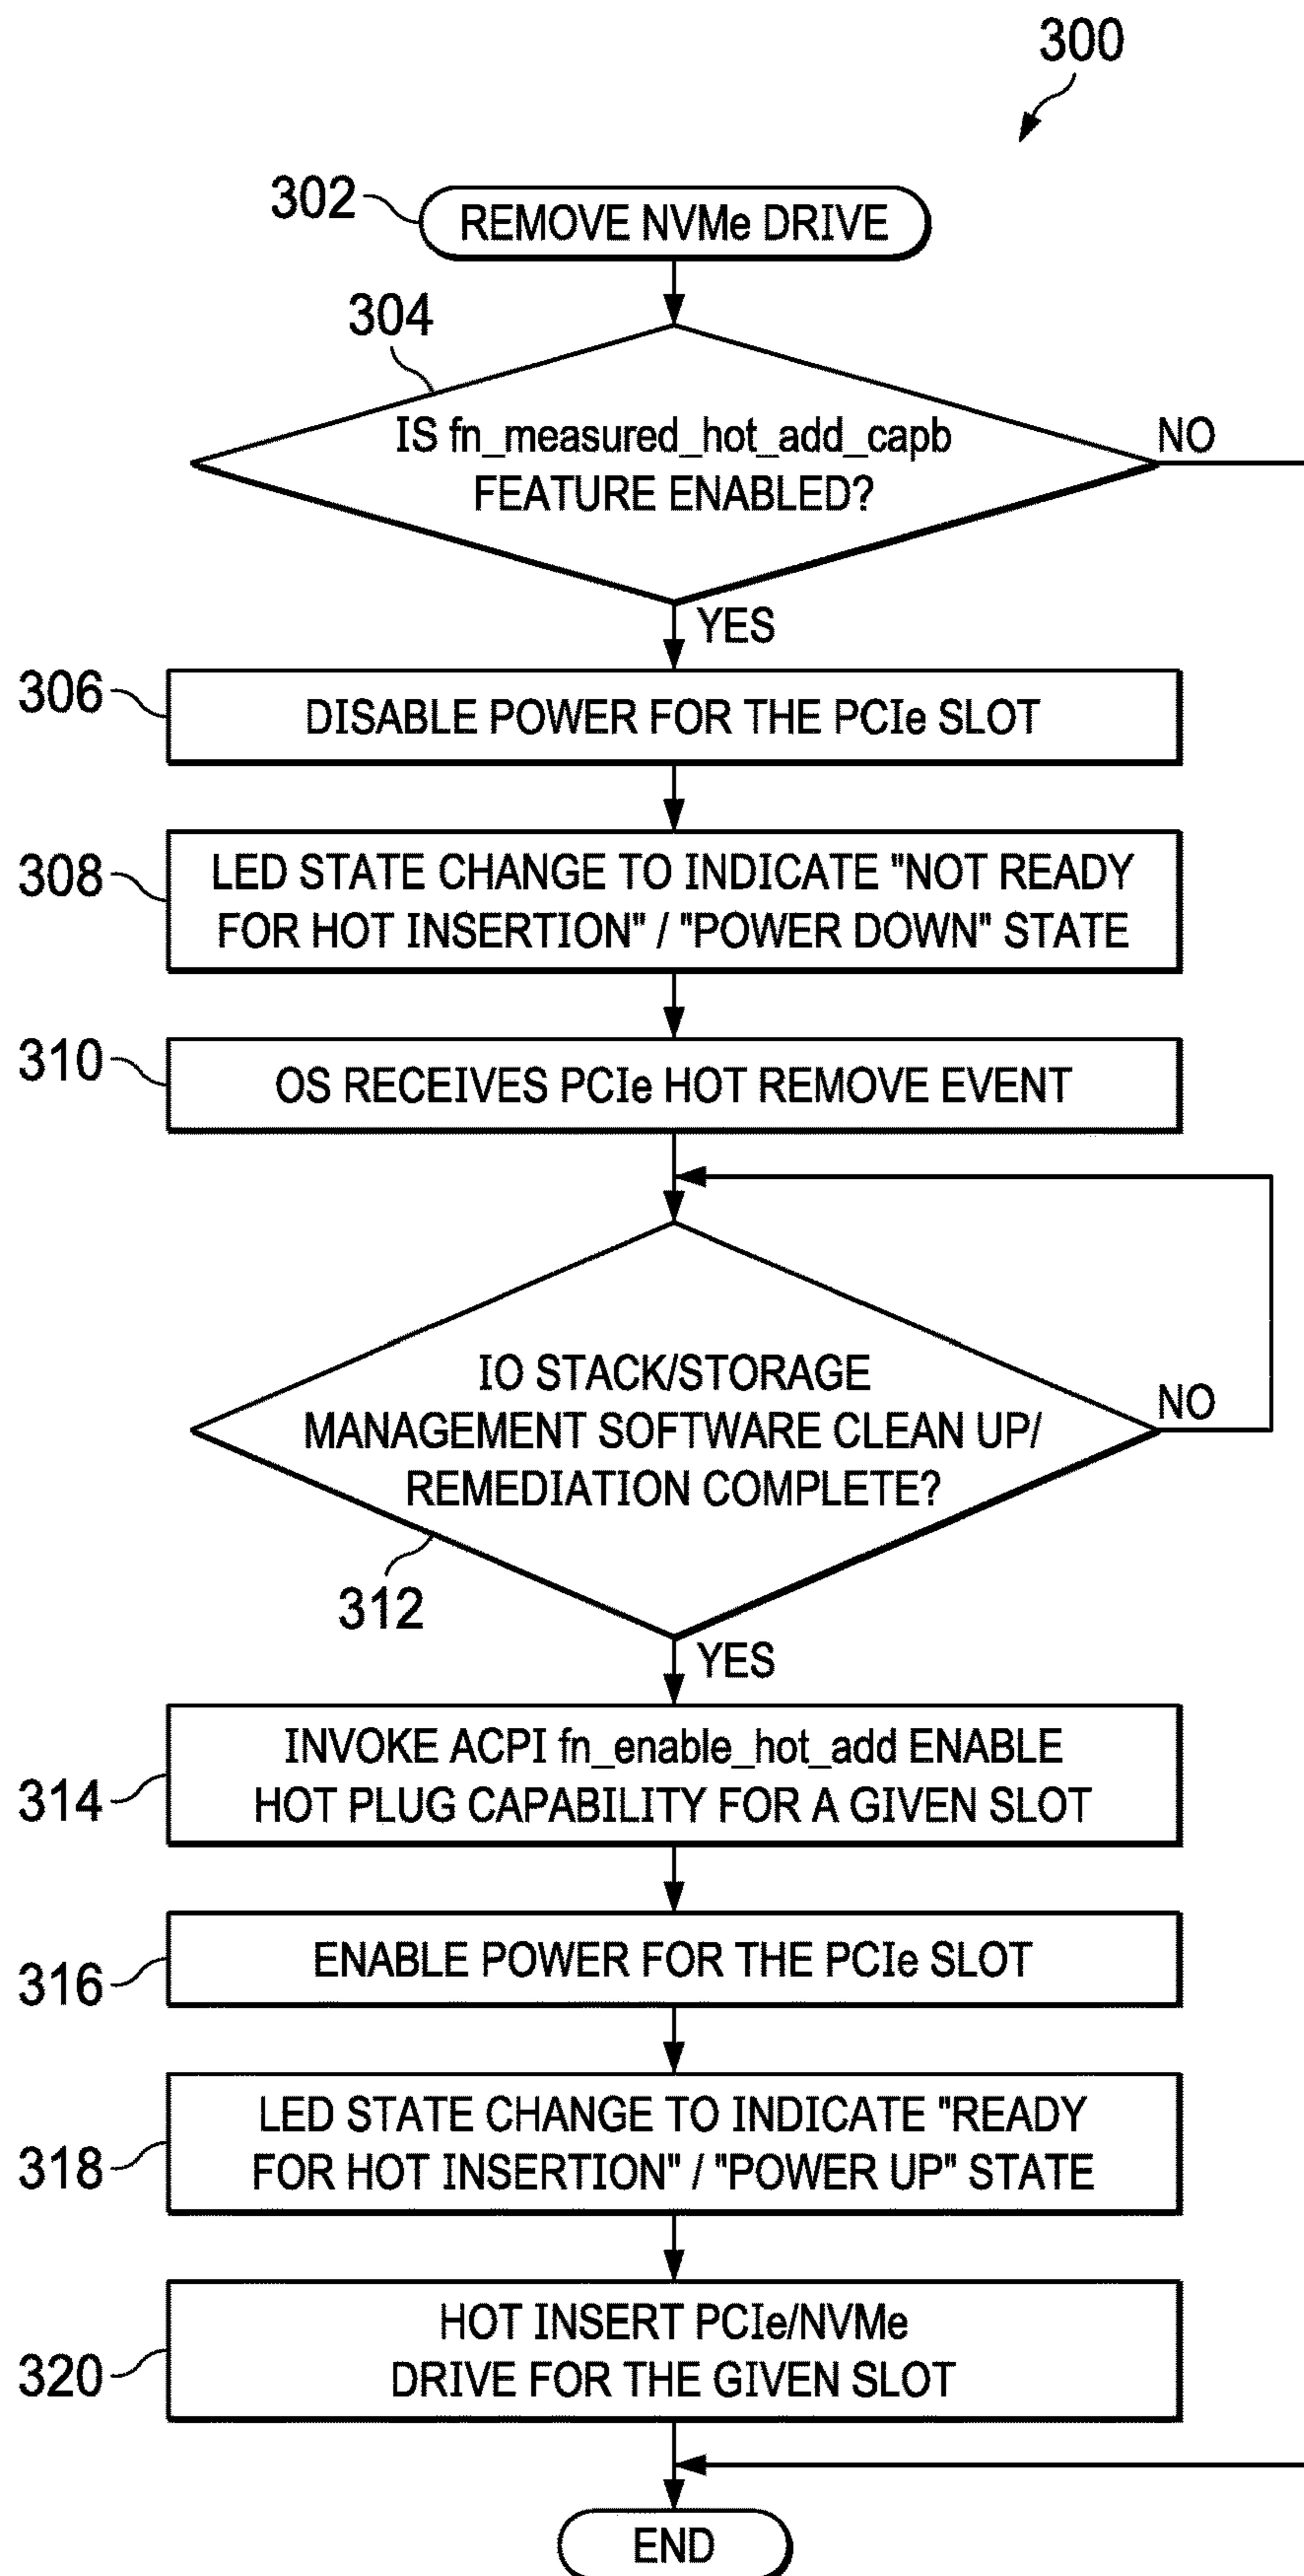 300
302
REMOVE NVMe DRIVE
304
IS fn_measured_hot_add_capb
FEATURE ENABLED?
NO
YES
306
DISABLE POWER FOR THE PCIe SLOT
308
LED STATE CHANGE TO INDICATE "NOT READY
FOR HOT INSERTION" / "POWER DOWN" STATE
310
OS RECEIVES PCIe HOT REMOVE EVENT
IO STACK/STORAGE
MANAGEMENT SOFTWARE CLEAN UP/
REMEDIATION COMPLETE?
NO
312
YES
314
INVOKE ACPI fn_enable_hot_add ENABLE
HOT PLUG CAPABILITY FOR A GIVEN SLOT
316
ENABLE POWER FOR THE PCIe SLOT
318
LED STATE CHANGE TO INDICATE "READY
FOR HOT INSERTION" / "POWER UP" STATE
320
HOT INSERT PCIe/NVMe
DRIVE FOR THE GIVEN SLOT
END